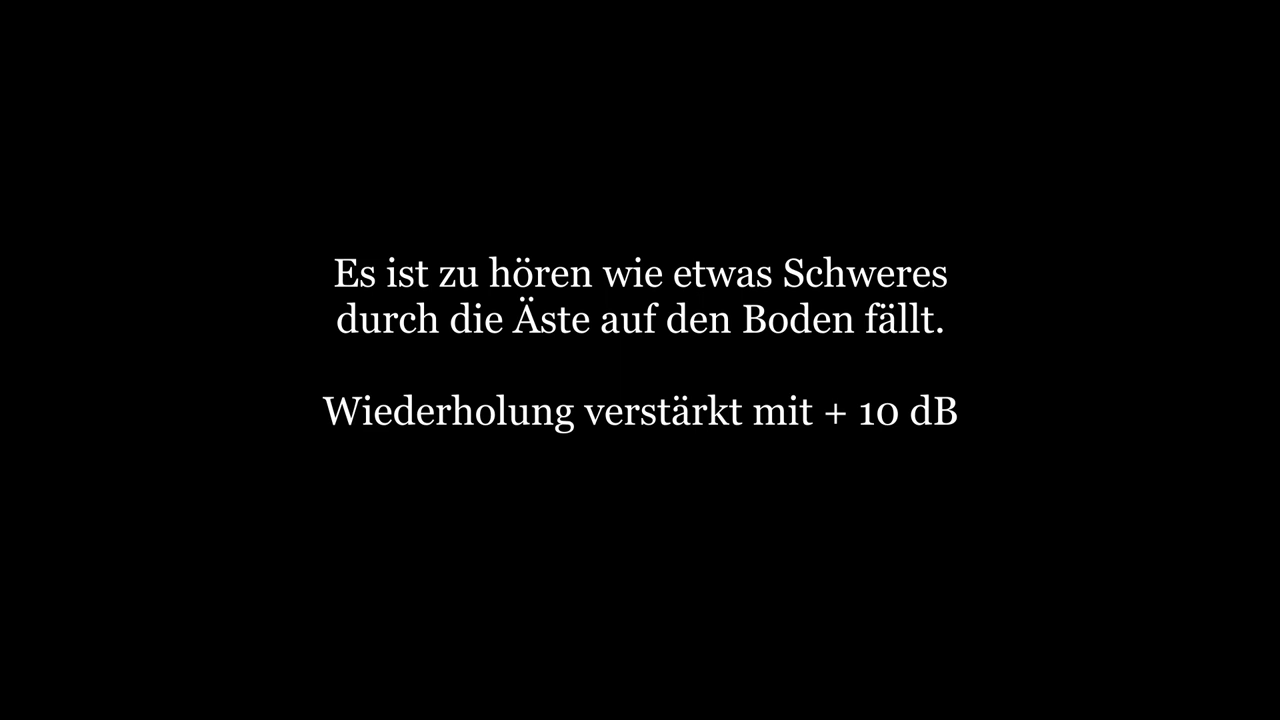 Es ist zu hören wie etwas Schweres
durch die Äste auf den Boden fällt.
Wiederholung verstärkt mit + 10 dB